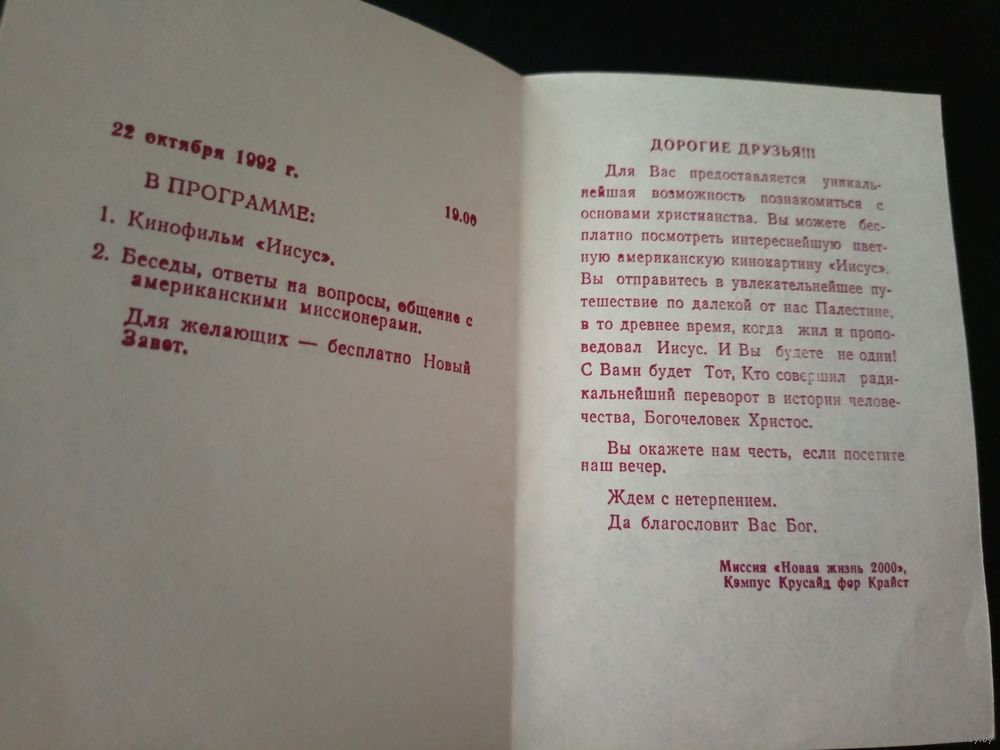 22 октября 1992 г.
19.00
В ПРОГРАММЕ:
1. Кинофильм «Иисус».
2. Беседы, ответы на вопросы, общение с
американскими миссионерами.
Для желающих — бесплатно Новый
Завет.
ДОРОГИЕ ДРУЗЬЯ!!!
Для Вас предоставляется уникаль-
нейшая возможность познакомиться с
основами христианства. Вы можете бес-
платно посмотреть интереснейшую цвет-
ную американскую кинокартину «Иисус».
Вы отправитесь в увлекательнейшее пу-
тешествие по далекой от нас Палестине,
в то древнее время, когда жил и пропо-
ведовал Иисус. И Вы будете не одни!
С Вами будет Тот, Кто совершил ради-
кальнейший переворот в истории челове-
чества, Богочеловек Христос.
Вы окажете нам честь, если посетите
наш вечер.
Ждем с нетерпением.
Да благословит Вас Бог.
Миссия «Новая жизнь 2000»,
Кэмпус Крусайд фор Крайст